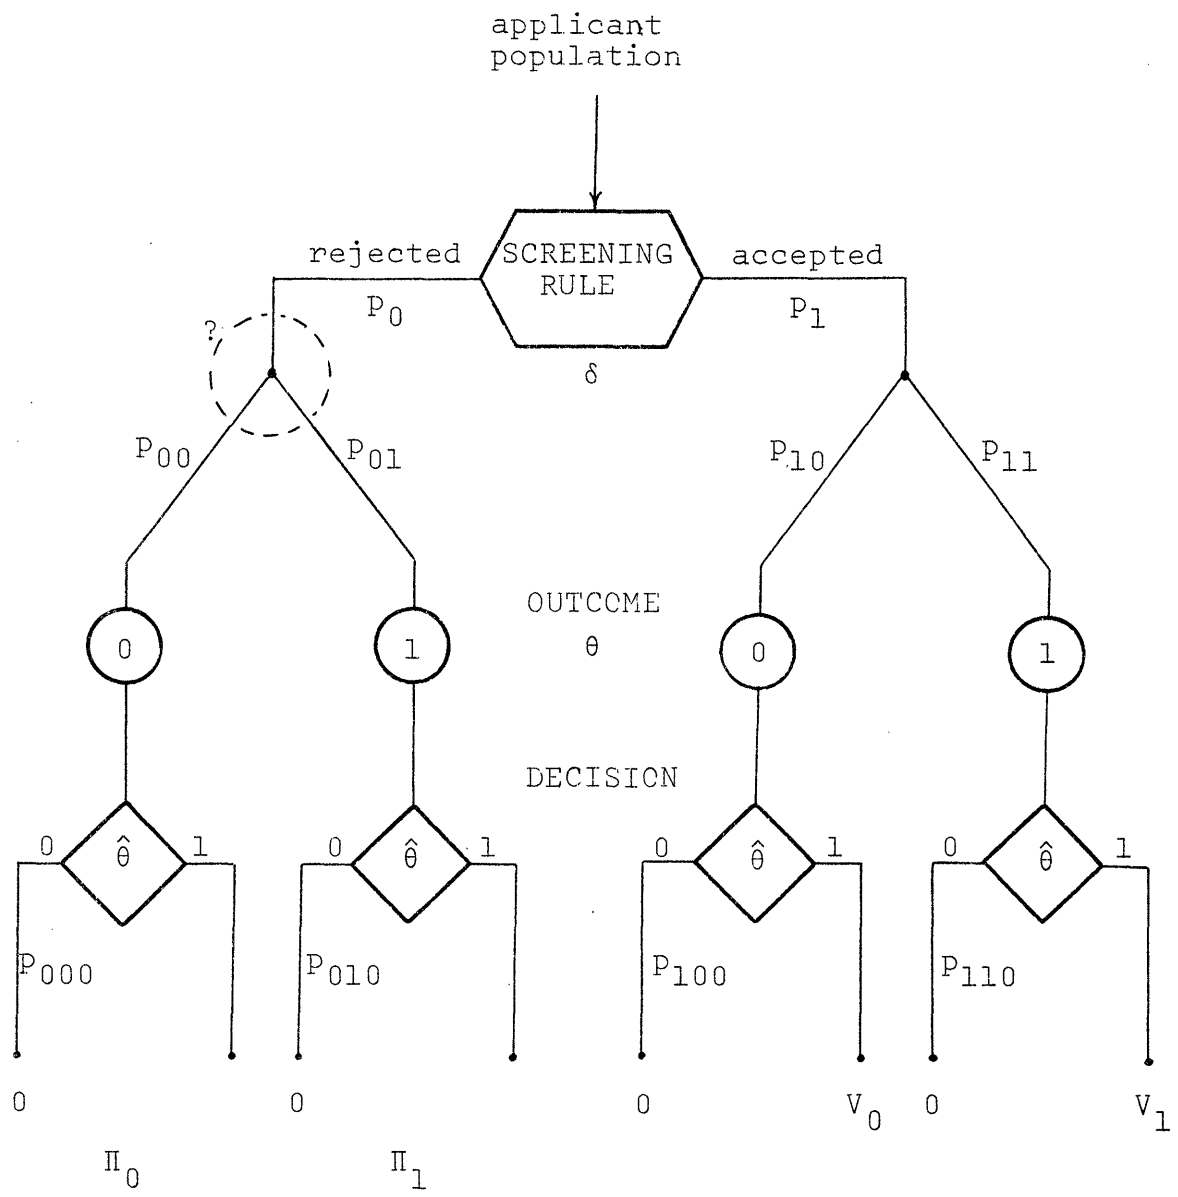 applicant
population
rejected
SCREENING
RULE
accepted
P0
P1
?
δ
P00
P01
P10
P11
OUTCOME
θ
0
1
0
1
DECISION
0
θ̂
1
0
θ̂
1
0
θ̂
1
0
θ̂
1
P000
P010
P100
P110
0
0
0
V0
0
V1
Π0
Π1